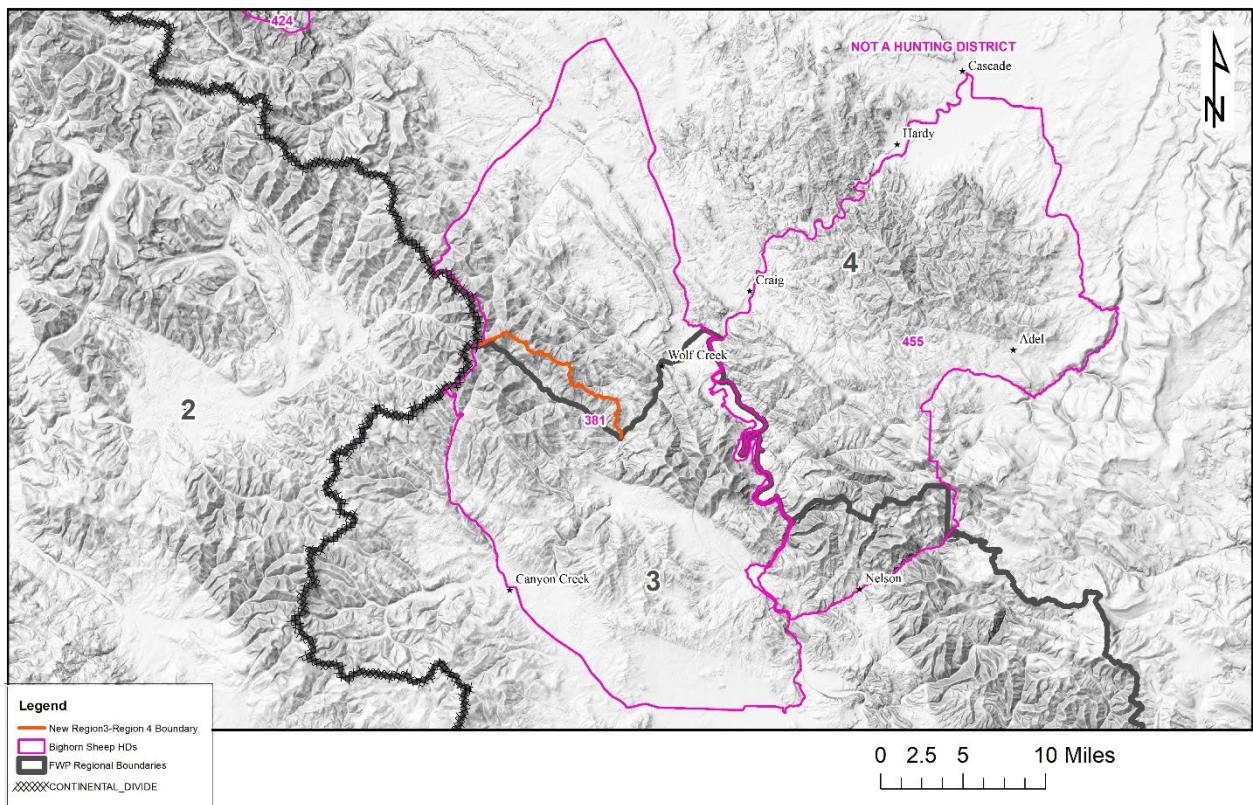 424
NOT A HUNTING DISTRICT
Cascade
N
Hardy
4
Craig
455
Adel
Wolf Creek
2
381
Canyon Creek
3
Nelson
Legend
New Region3-Region 4 Boundary
Bighorn Sheep HDs
FWP Regional Boundaries
CONTINENTAL_DIVIDE
0 2.5 5 10 Miles